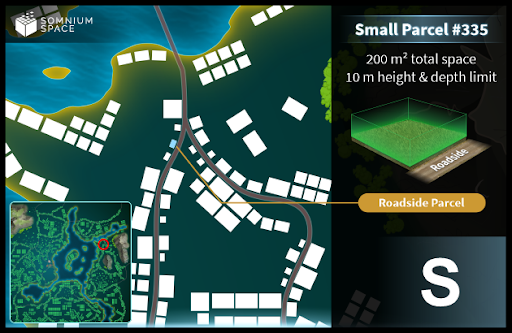 SOMNIUM
SPACE
Small Parcel #335
200 m² total space
10 m height & depth limit
Roadside
Roadside Parcel
S